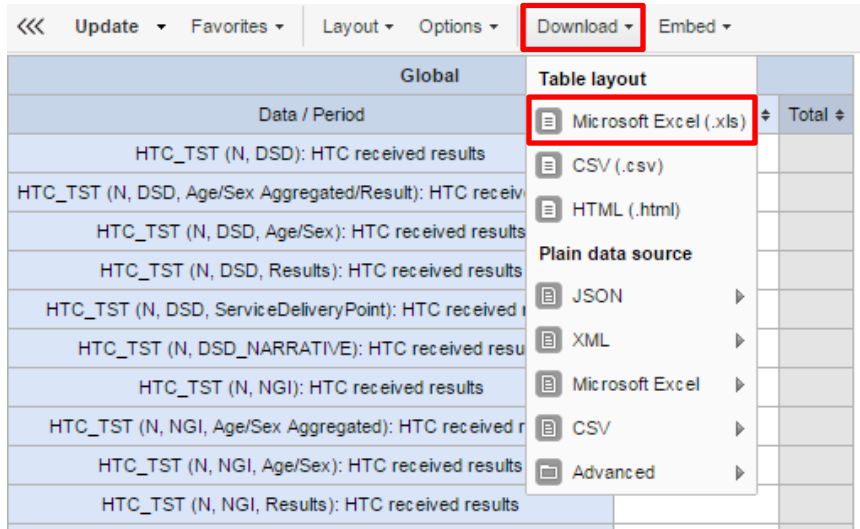 Update Favorites Layout Options Download Embed
Global
Data / Period Total
HTC_TST (N, DSD): HTC received results
HTC_TST (N, DSD, Age/Sex Aggregated/Result): HTC
HTC_TST (N, DSD, Age/Sex): HTC received results
HTC_TST (N, DSD, Results): HTC received results
HTC_TST (N, DSD, ServiceDeliveryPoint): HTC received
HTC_TST (N, DSD_NARRATIVE): HTC received
HTC_TST (N, NGI): HTC received results
HTC_TST (N, NGI, Age/Sex Aggregated): HTC received
HTC_TST (N, NGI, Age/Sex): HTC received results
HTC_TST (N, NGI, Results): HTC received results
Table layout
Microsoft Excel (.xls)
CSV (.csv)
HTML (.html)
Plain data source
JSON
XML
Microsoft Excel
CSV
Advanced